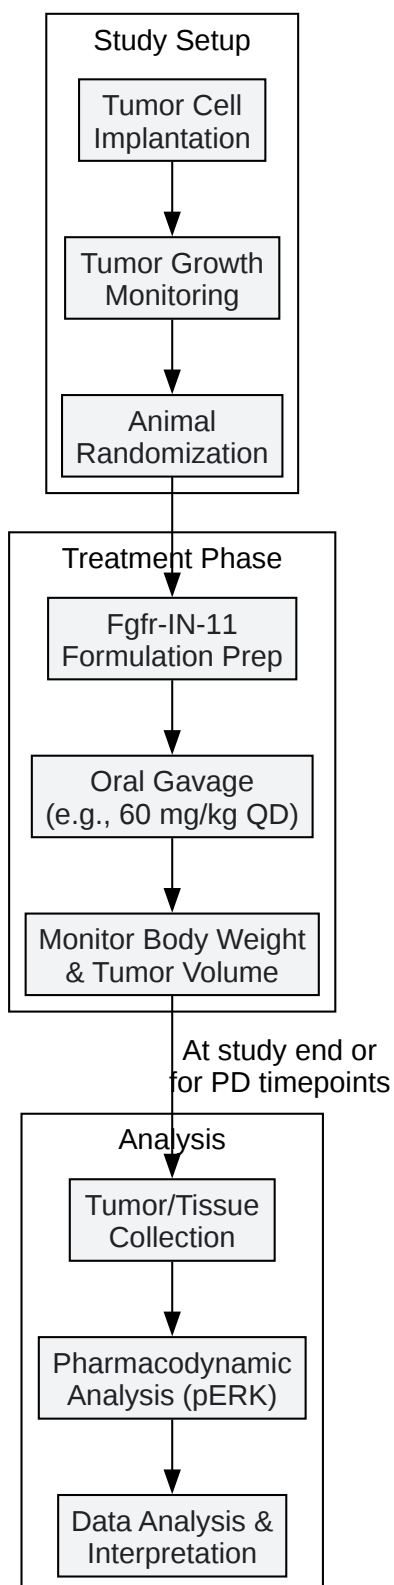 Study Setup
Tumor Cell
Implantation
Tumor Growth
Monitoring
Animal
Randomization
Treatment Phase
Fgfr-IN-11
Formulation Prep
Oral Gavage
(e.g., 60 mg/kg QD)
Monitor Body Weight
& Tumor Volume
At study end or
for PD timepoints
Analysis
Tumor/Tissue
Collection
Pharmacodynamic
Analysis (pERK)
Data Analysis &
Interpretation